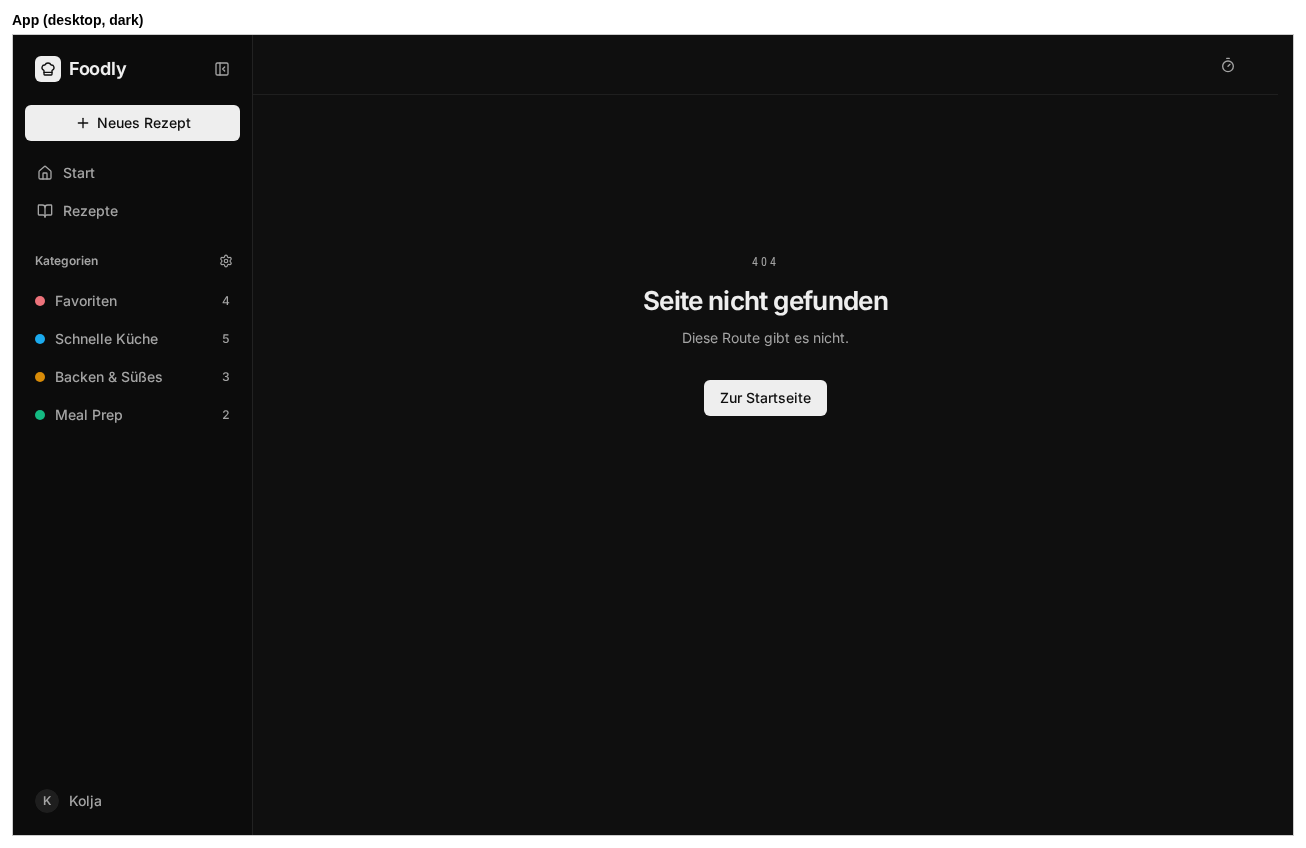 App (desktop, dark)
Foodly
Neues Rezept
Start
Rezepte
Kategorien
Favoriten 4
Schnelle Küche 5
Backen & Süßes 3
Meal Prep 2
K Kolja
404
Seite nicht gefunden
Diese Route gibt es nicht.
Zur Startseite